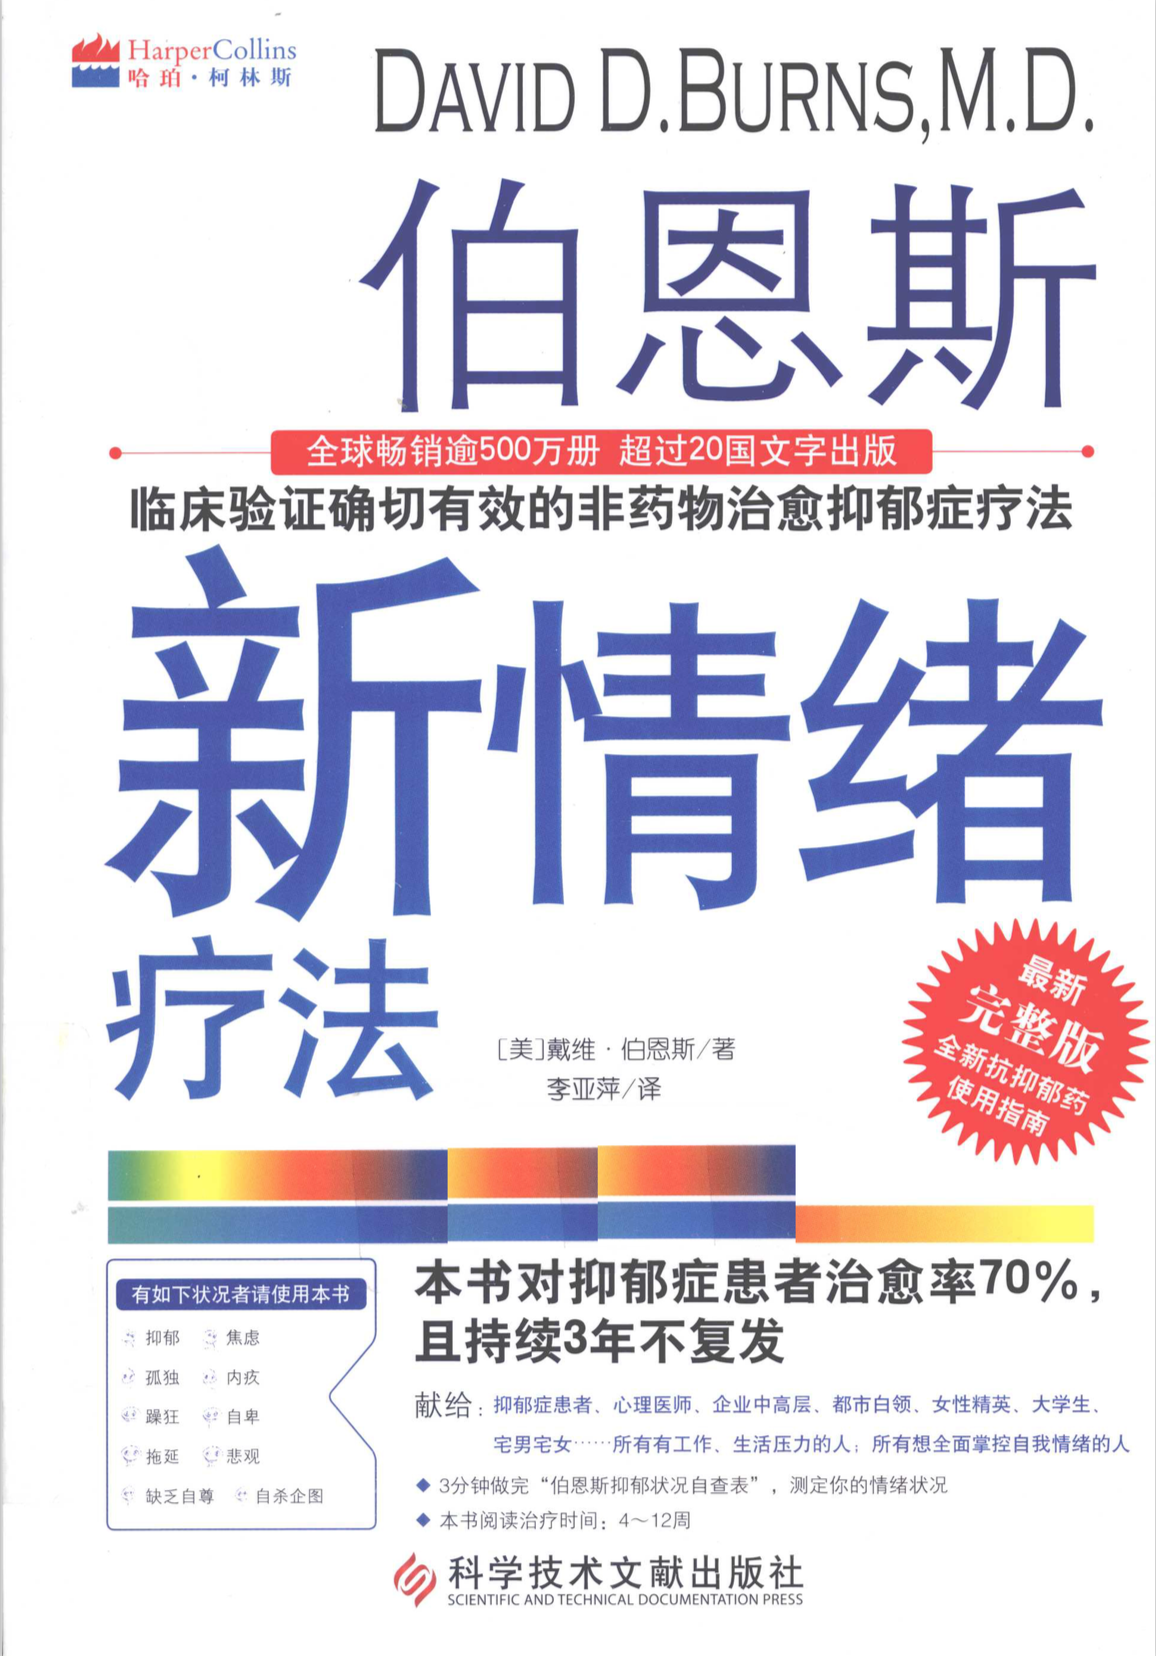 HarperCollins
哈珀·柯林斯
DAVID D.BURNS,M.D.
伯恩斯
全球畅销逾500万册 超过20国文字出版
临床验证确切有效的非药物治愈抑郁症疗法
新情绪
疗法
[美]戴维·伯恩斯/著
李亚萍/译
最新
完整版
全新抗抑郁药
使用指南
有如下状况者请使用本书
抑郁 焦虑
孤独 内疚
躁狂 自卑
拖延 悲观
缺乏自尊 自杀企图
本书对抑郁症患者治愈率70%，
且持续3年不复发
献给：抑郁症患者、心理医师、企业中高层、都市白领、女性精英、大学生、
宅男宅女……所有有工作、生活压力的人；所有想全面掌控自我情绪的人
◆ 3分钟做完“伯恩斯抑郁状况自查表”，测定你的情绪状况
◆ 本书阅读治疗时间：4～12周
科学技术文献出版社
SCIENTIFIC AND TECHNICAL DOCUMENTATION PRESS